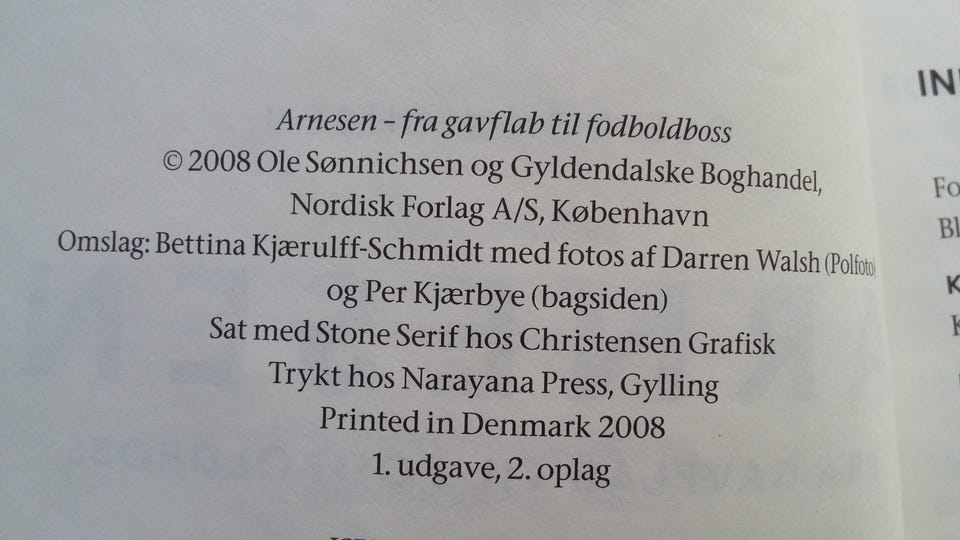 Arnesen – fra gavflab til fodboldboss
© 2008 Ole Sønnichsen og Gyldendalske Boghandel,
Nordisk Forlag A/S, København
Omslag: Bettina Kjærulff-Schmidt med fotos af Darren Walsh (Polfoto)
og Per Kjærbye (bagsiden)
Sat med Stone Serif hos Christensen Grafisk
Trykt hos Narayana Press, Gylling
Printed in Denmark 2008
1. udgave, 2. oplag